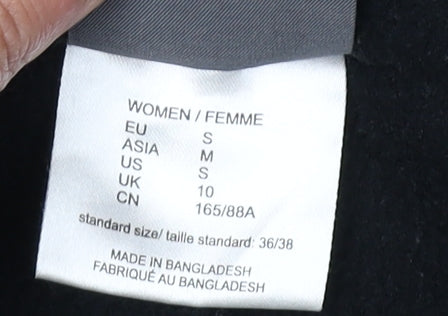 WOMEN / FEMME
EU S
ASIA M
US S
UK 10
CN 165/88A
standard size/ taille standard: 36/38
MADE IN BANGLADESH
FABRIQUÉ AU BANGLADESH